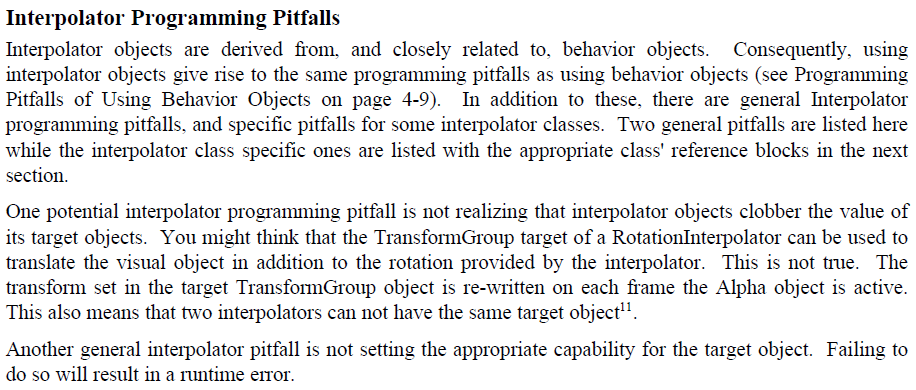 Interpolator Programming Pitfalls
Interpolator objects are derived from, and closely related to, behavior objects.  Consequently, using
interpolator objects give rise to the same programming pitfalls as using behavior objects (see Programming
Pitfalls of Using Behavior Objects on page 4-9).  In addition to these, there are general Interpolator
programming pitfalls, and specific pitfalls for some interpolator classes.  Two general pitfalls are listed here
while the interpolator class specific ones are listed with the appropriate class' reference blocks in the next
section.
One potential interpolator programming pitfall is not realizing that interpolator objects clobber the value of
its target objects.  You might think that the TransformGroup target of a RotationInterpolator can be used to
translate the visual object in addition to the rotation provided by the interpolator.  This is not true.  The
transform set in the target TransformGroup object is re-written on each frame the Alpha object is active.
This also means that two interpolators can not have the same target object¹¹.
Another general interpolator pitfall is not setting the appropriate capability for the target object.  Failing to
do so will result in a runtime error.